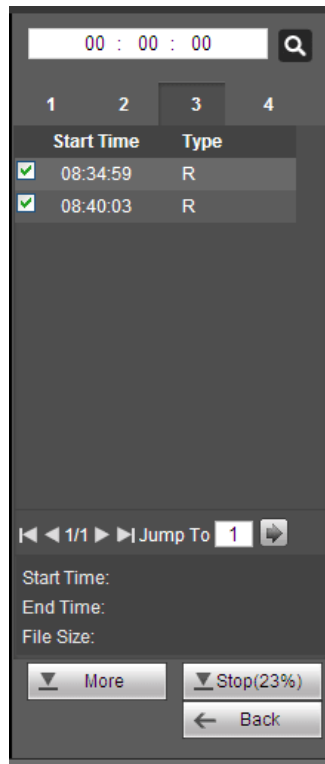 00 : 00 : 00
1 2 3 4
Start Time Type
08:34:59 R
08:40:03 R
1/1 Jump To 1
Start Time:
End Time:
File Size:
More Stop(23%)
Back